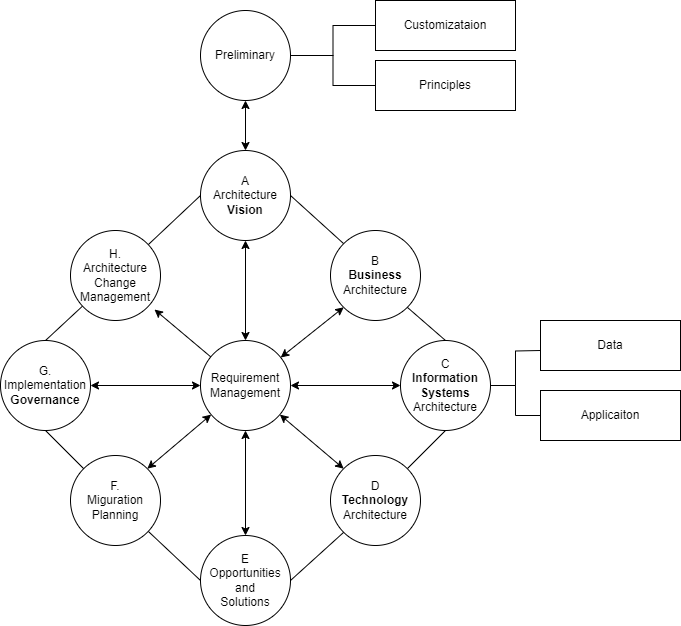 Preliminary
Customizataion
Principles
A
Architecture
Vision
H.
Architecture
Change
Management
B
Business
Architecture
G.
Implementation
Governance
Requirement
Management
C
Information
Systems
Architecture
Data
Applicaiton
F.
Miguration
Planning
D
Technology
Architecture
E
Opportunities
and
Solutions